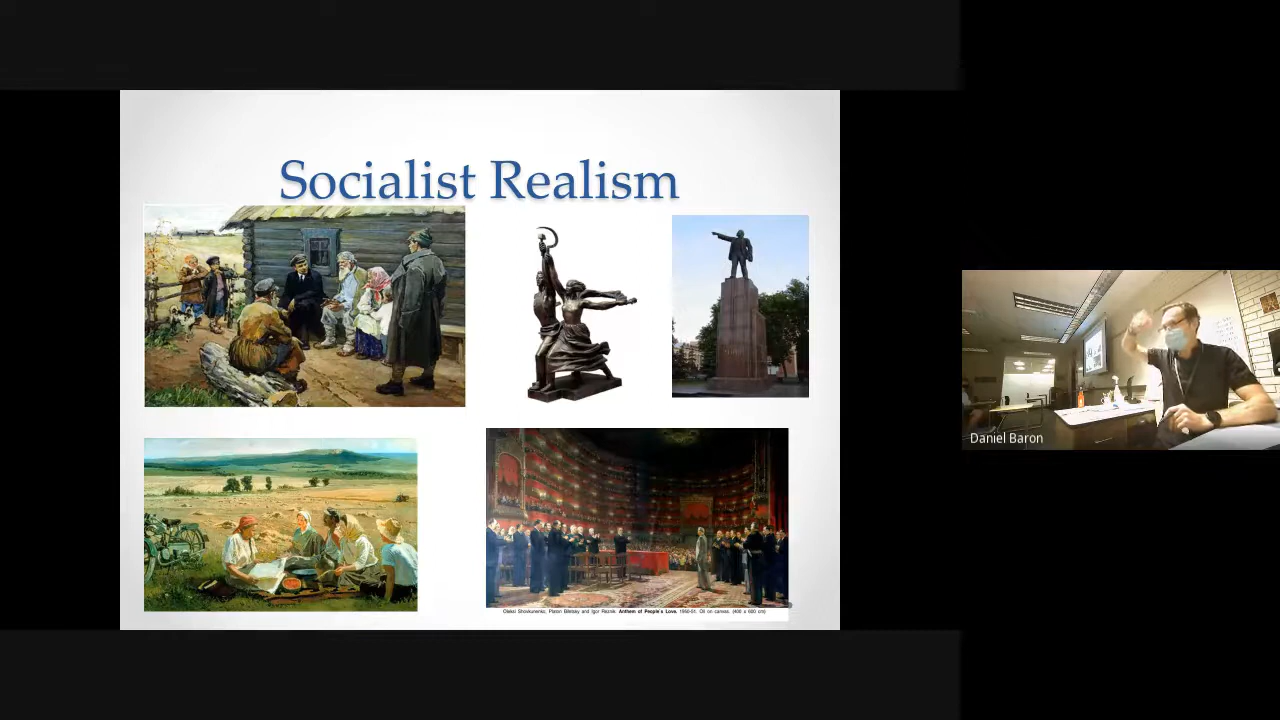 Socialist Realism
Oleksi Shovkunenko, Platon Biletsky and Igor Reznik. Anthem of People's Love. 1950-51. Oil on canvas. (400 x 600 cm)
Daniel Baron